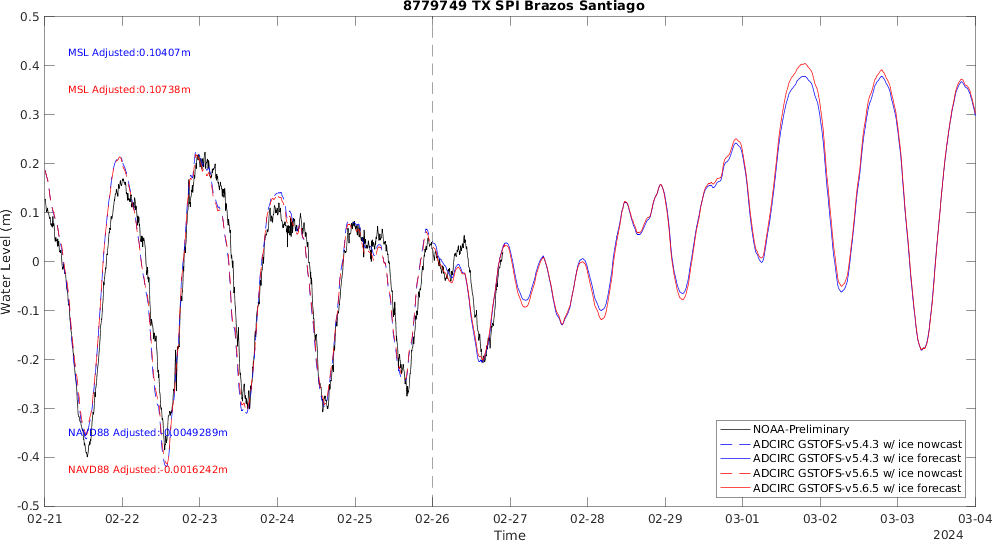 8779749 TX SPI Brazos Santiago
0.5
0.4
0.3
0.2
0.1
0
-0.1
-0.2
-0.3
-0.4
-0.5
Water Level (m)
MSL Adjusted:0.10407m
MSL Adjusted:0.10738m
NAVD88 Adjusted:-0.0049289m
NAVD88 Adjusted:-0.0016242m
NOAA-Preliminary
ADCIRC GSTOFS-v5.4.3 w/ ice nowcast
ADCIRC GSTOFS-v5.4.3 w/ ice forecast
ADCIRC GSTOFS-v5.6.5 w/ ice nowcast
ADCIRC GSTOFS-v5.6.5 w/ ice forecast
02-21 02-22 02-23 02-24 02-25 02-26 02-27 02-28 02-29 03-01 03-02 03-03 03-04
Time
2024